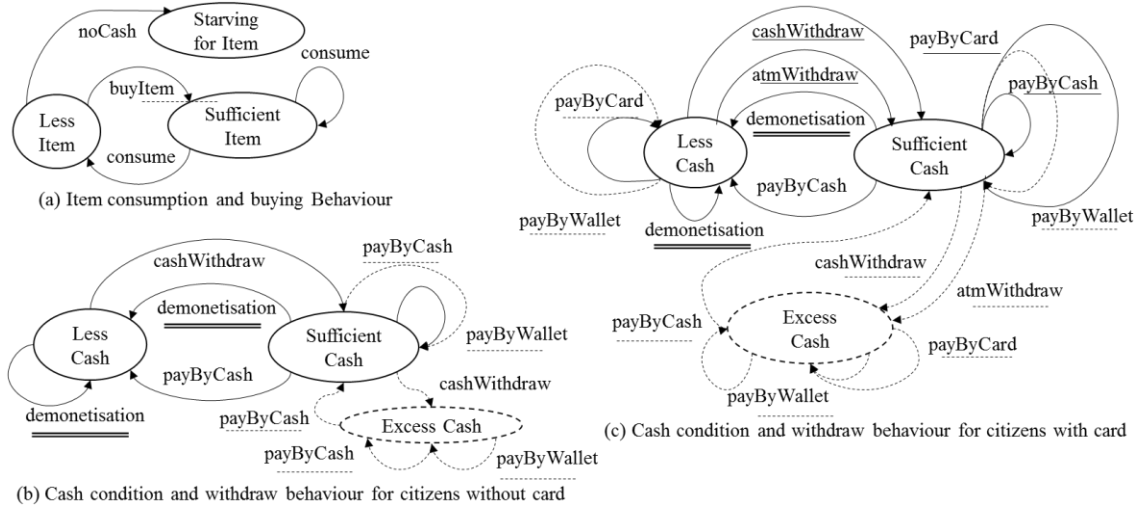 noCash
Starving
for Item
consume
buyItem
Less
Item
Sufficient
Item
consume
(a) Item consumption and buying Behaviour
cashWithdraw
payByCash
demonetisation
Less
Cash
Sufficient
Cash
payByWallet
payByCash
cashWithdraw
demonetisation
payByCash
Excess Cash
payByCash
payByWallet
(b) Cash condition and withdraw behaviour for citizens without card
cashWithdraw
payByCard
atmWithdraw
payByCard
payByCash
Less
Cash
demonetisation
Sufficient
Cash
payByCash
payByWallet
payByWallet
demonetisation
cashWithdraw
atmWithdraw
Excess
Cash
payByCash
payByCard
payByWallet
(c) Cash condition and withdraw behaviour for citizens with card